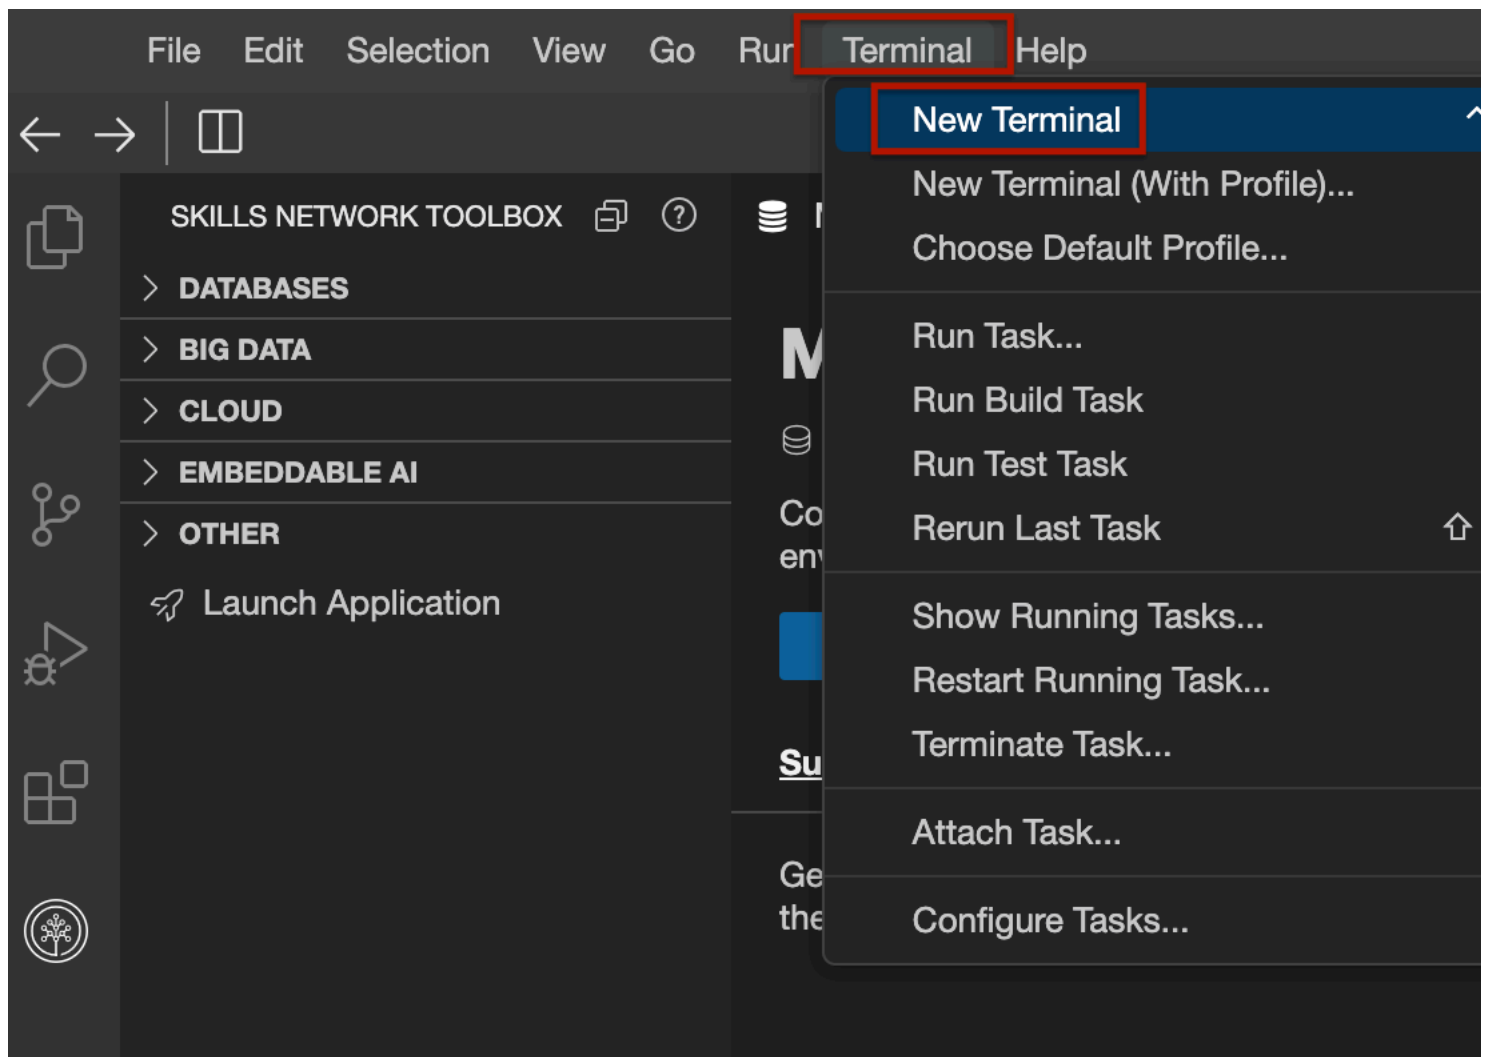 File Edit Selection View Go Run Terminal Help
SKILLS NETWORK TOOLBOX
DATABASES
BIG DATA
CLOUD
EMBEDDABLE AI
OTHER
Launch Application
New Terminal
New Terminal (With Profile)...
Choose Default Profile...
Run Task...
Run Build Task
Run Test Task
Rerun Last Task
Show Running Tasks...
Restart Running Task...
Terminate Task...
Attach Task...
Configure Tasks...